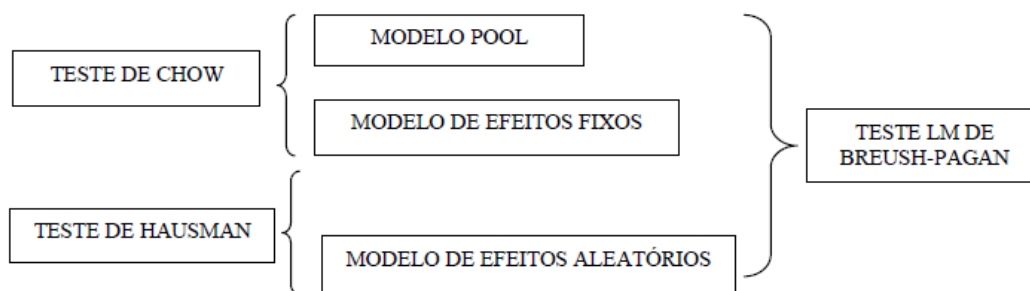 MODELO POOL
TESTE DE CHOW
MODELO DE EFEITOS FIXOS
TESTE LM DE
BREUSH-PAGAN
TESTE DE HAUSMAN
MODELO DE EFEITOS ALEATÓRIOS